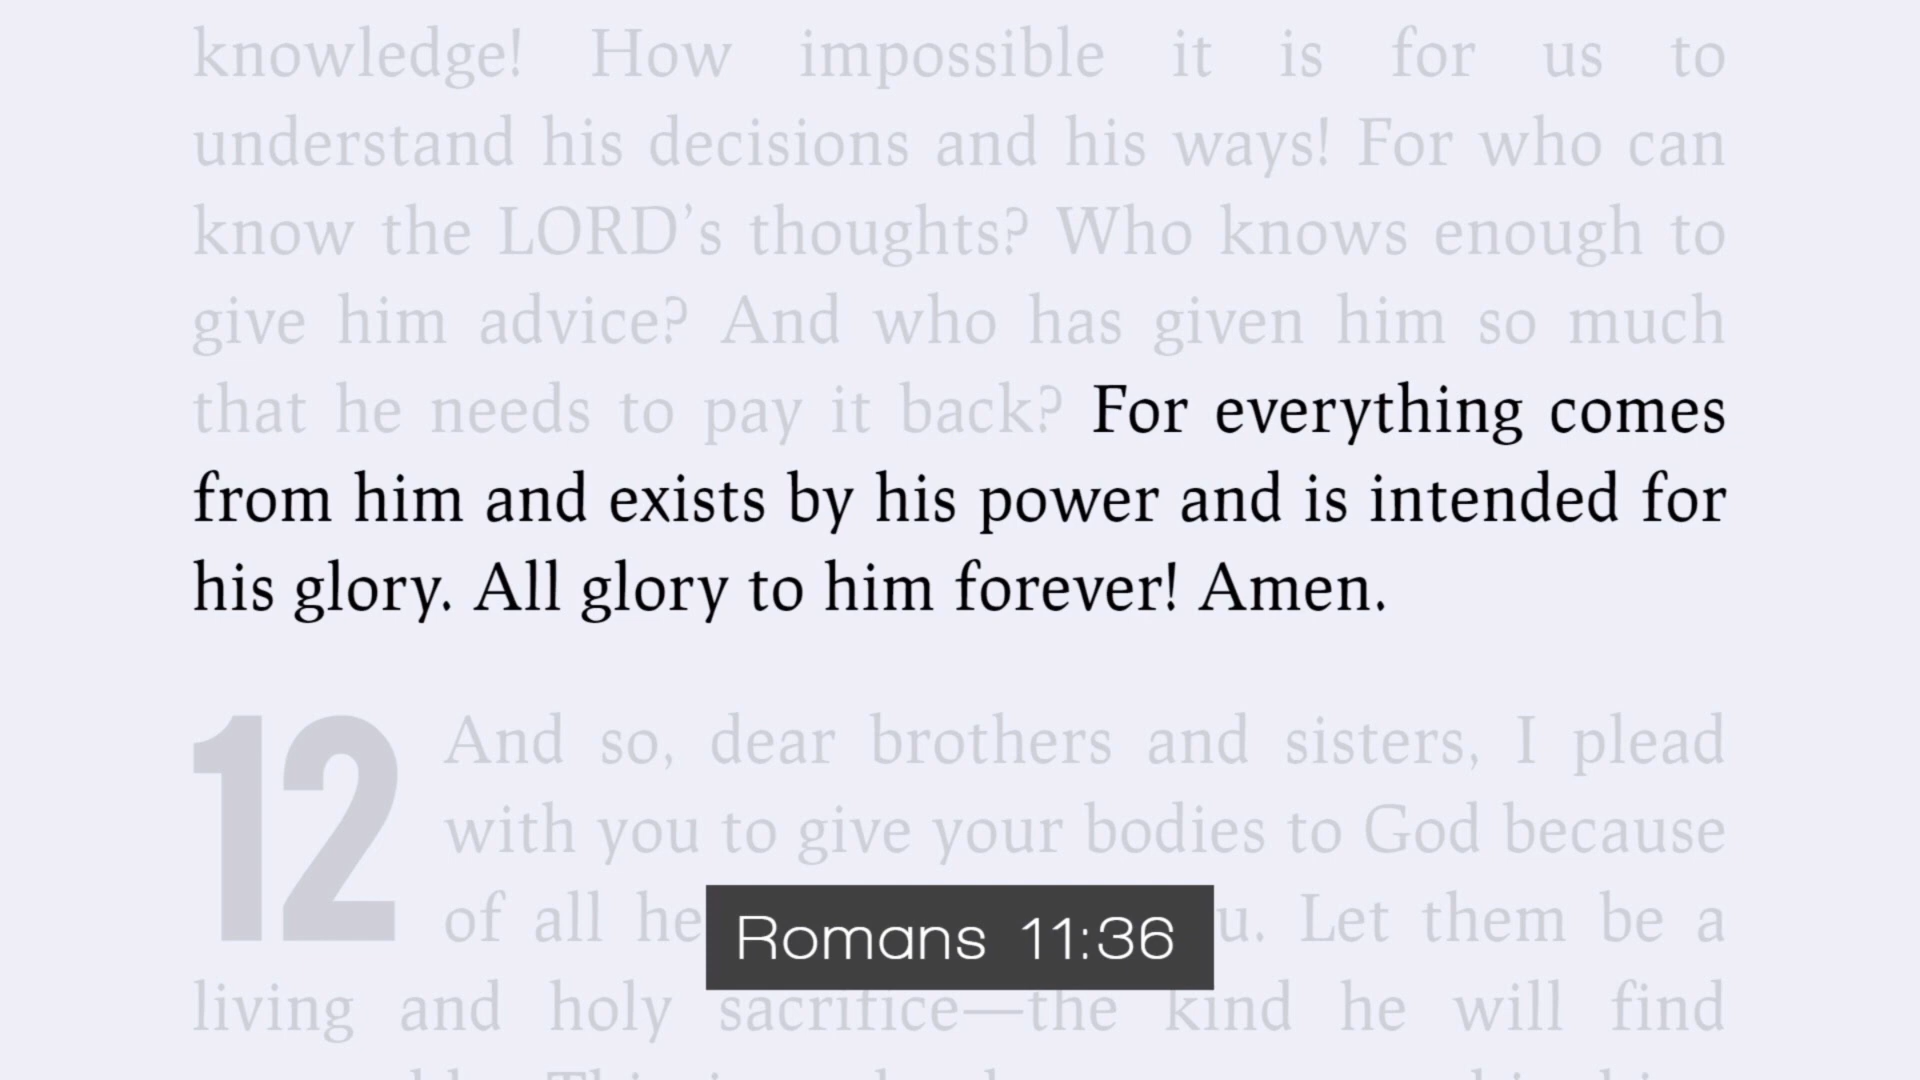 knowledge! How impossible it is for us to
understand his decisions and his ways! For who can
know the LORD’s thoughts? Who knows enough to
give him advice? And who has given him so much
that he needs to pay it back? For everything comes
from him and exists by his power and is intended for
his glory. All glory to him forever! Amen.
12 And so, dear brothers and sisters, I plead
with you to give your bodies to God because
of all he u. Let them be a
Romans 11:36
living and holy sacrifice—the kind he will find